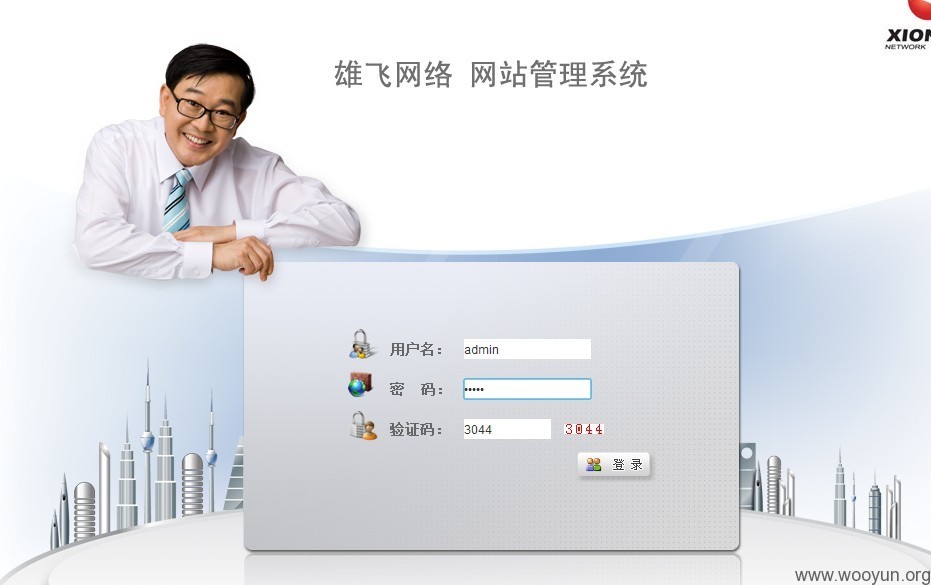 XION
NETWORK
雄飞网络 网站管理系统
用户名： admin
密 码： •••••
验证码： 3044 3044
登 录
www.wooyun.org